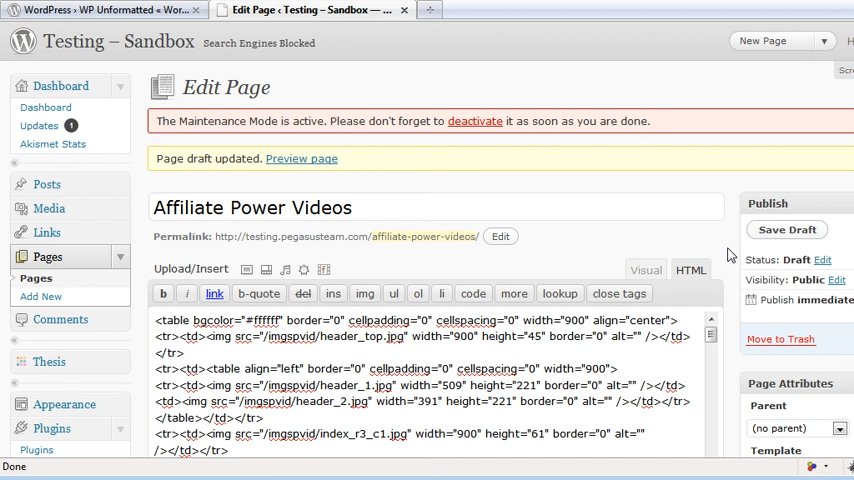 WordPress › WP Unformatted « Wor...
Edit Page ‹ Testing – Sandbox — ...
Testing – Sandbox
Search Engines Blocked
New Page
H
Scre
Dashboard
Dashboard
Updates 1
Akismet Stats
Posts
Media
Links
Pages
Pages
Add New
Comments
Thesis
Appearance
Plugins
Plugins
Edit Page
The Maintenance Mode is active. Please don't forget to deactivate it as soon as you are done.
Page draft updated. Preview page
Affiliate Power Videos
Permalink: http://testing.pegasusteam.com/affiliate-power-videos/ Edit
Upload/Insert
Visual
HTML
b i link b-quote del ins img ul ol li code more lookup close tags
<table bgcolor="#ffffff" border="0" cellpadding="0" cellspacing="0" width="900" align="center">
<tr><td><img src="/imgspvid/header_top.jpg" width="900" height="45" border="0" alt="" /></td>
</tr>
<tr><td><table align="left" border="0" cellpadding="0" cellspacing="0" width="900">
<tr><td><img src="/imgspvid/header_1.jpg" width="509" height="221" border="0" alt="" /></td>
<td><img src="/imgspvid/header_2.jpg" width="391" height="221" border="0" alt="" /></td></tr>
</table></td></tr>
<tr><td><img src="/imgspvid/index_r3_c1.jpg" width="900" height="61" border="0" alt=""
/></td></tr>
Publish
Save Draft
Status: Draft Edit
Visibility: Public Edit
Publish immediate
Move to Trash
Page Attributes
Parent
(no parent)
Template
Done